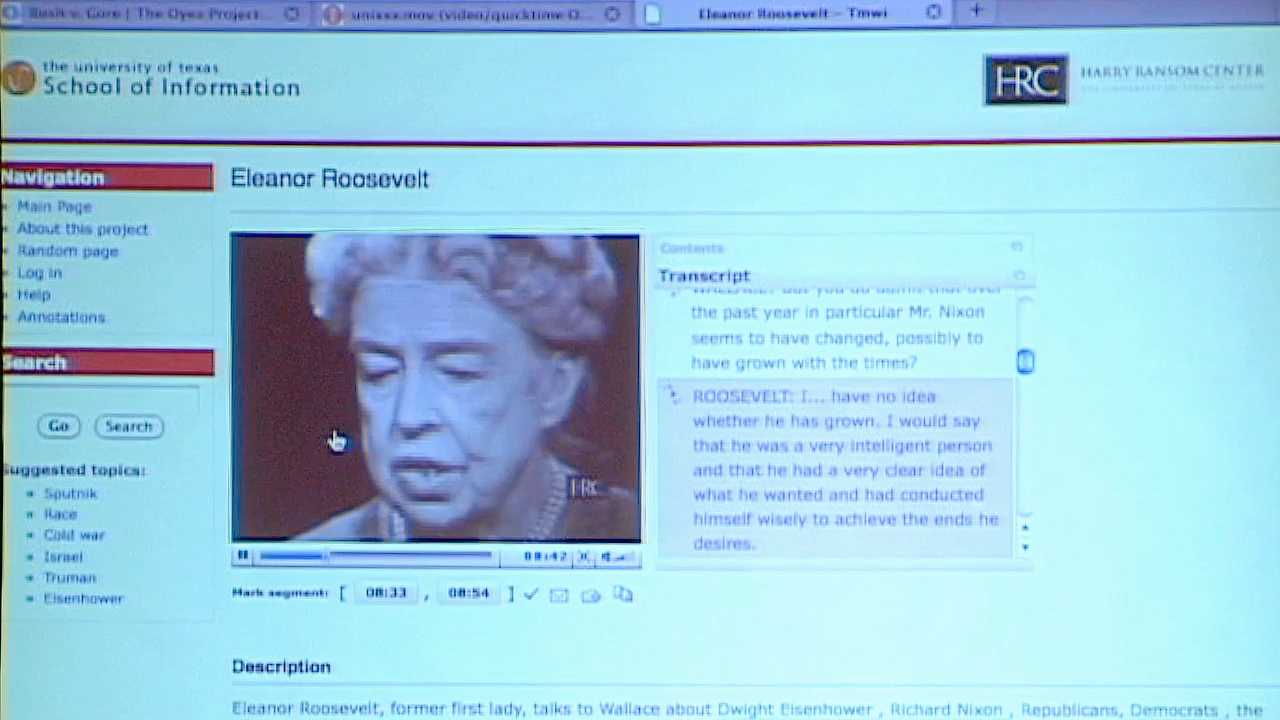 Bush v. Gore | The Oyez Project...
unixxx.mov (video/quicktime O...
Eleanor Roosevelt - Tmwi
+
the university of texas
School of Information
HRC
HARRY RANSOM CENTER
Navigation
Main Page
About this project
Random page
Log in
Help
Annotations
Search
Go
Search
Suggested topics:
Sputnik
Race
Cold war
Israel
Truman
Eisenhower
Eleanor Roosevelt
HRC
08:42
Mark segment: [ 08:33 , 08:54 ]
Contents
Transcript
WALLACE: But you do admit that over
the past year in particular Mr. Nixon
seems to have changed, possibly to
have grown with the times?
ROOSEVELT: I... have no idea
whether he has grown. I would say
that he was a very intelligent person
and that he had a very clear idea of
what he wanted and had conducted
himself wisely to achieve the ends he
desires.
Description
Eleanor Roosevelt, former first lady, talks to Wallace about Dwight Eisenhower , Richard Nixon , Republicans, Democrats , the